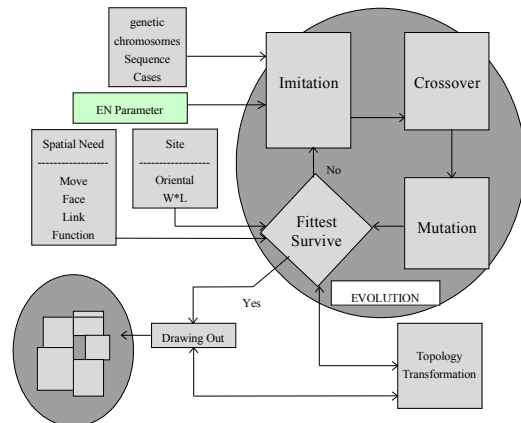 genetic
chromosomes
Sequence
Cases
EN Parameter
Imitation
Crossover
Spatial Need
-------------------
Move
Face
Link
Function
Site
-------------------
Oriental
W*L
No
Fittest
Survive
Mutation
EVOLUTION
Yes
Drawing Out
Topology
Transformation